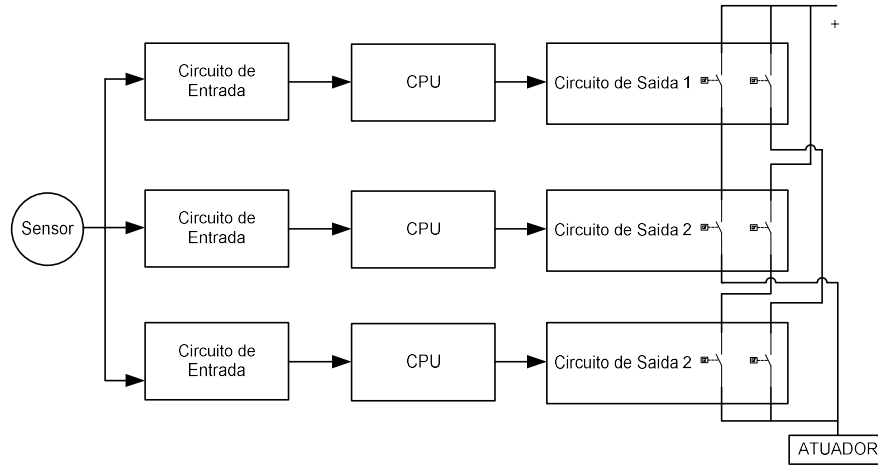 +
Circuito de
Entrada
CPU
Circuito de Saida 1
Sensor
Circuito de
Entrada
CPU
Circuito de Saida 2
Circuito de
Entrada
CPU
Circuito de Saida 2
ATUADOR